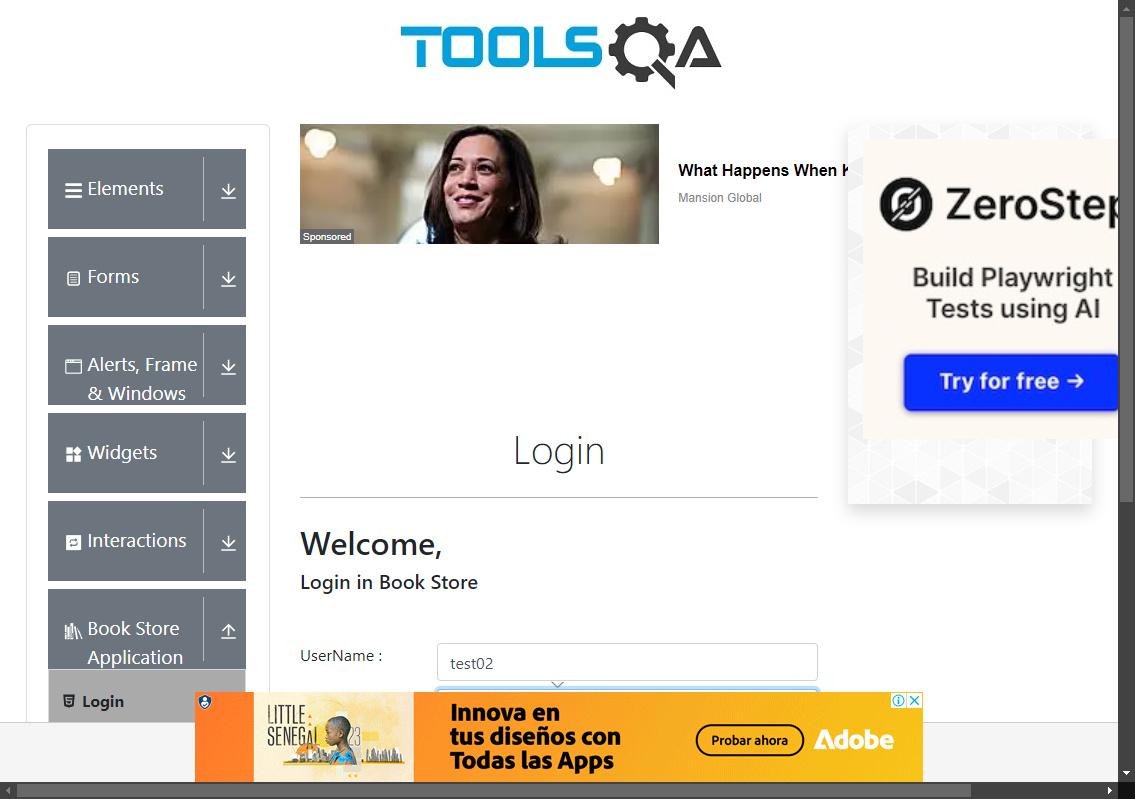 TOOLSQA
Elements
Forms
Alerts, Frame
& Windows
Widgets
Interactions
Book Store
Application
Login
Sponsored
What Happens When
Mansion Global
ZeroStep
Build Playwright
Tests using AI
Try for free →
Login
Welcome,
Login in Book Store
UserName :
test02
LITTLE
SENEGAL
23
Innova en
tus diseños con
Todas las Apps
Probar ahora
Adobe